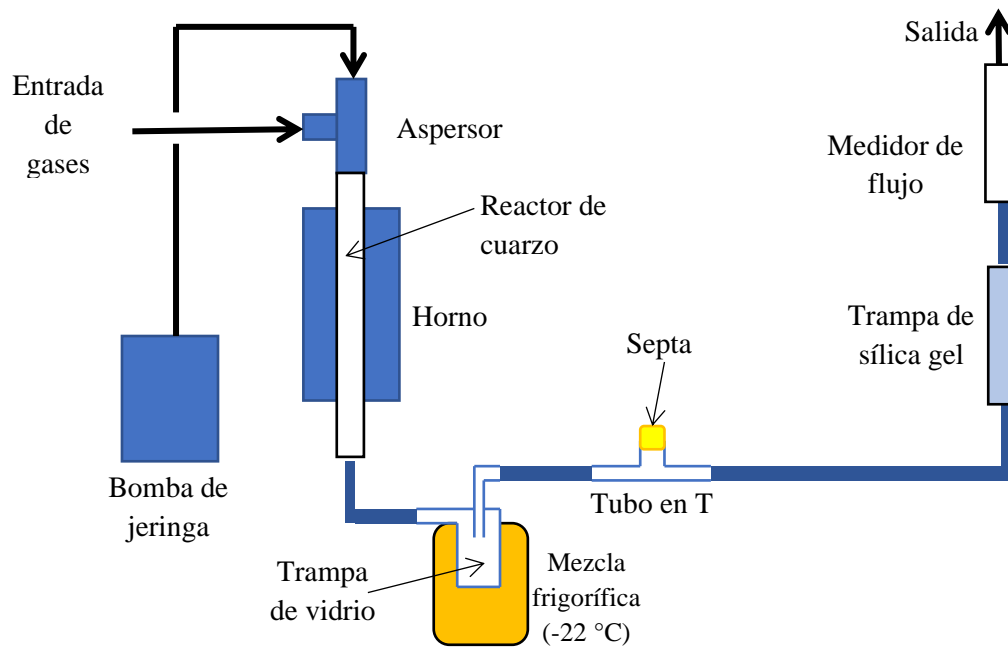 Salida
Entrada
de
gases
Aspersor
Medidor de
flujo
Reactor de
cuarzo
Horno
Septa
Trampa de
sílica gel
Bomba de
jeringa
Tubo en T
Trampa
de vidrio
Mezcla
frigorífica
(-22 °C)